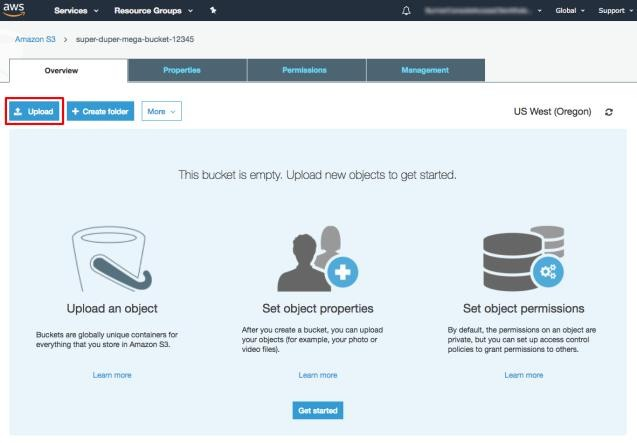 aws
Services Resource Groups Global Support
Amazon S3 > super-duper-mega-bucket-12345
Overview Properties Permissions Management
Upload + Create folder More US West (Oregon)
This bucket is empty. Upload new objects to get started.
Upload an object
Buckets are globally unique containers for
everything that you store in Amazon S3.
Learn more
Set object properties
After you create a bucket, you can upload
your objects (for example, your photo or
video files).
Learn more
Set object permissions
By default, the permissions on an object are
private, but you can set up access control
policies to grant permissions to others.
Learn more
Get started